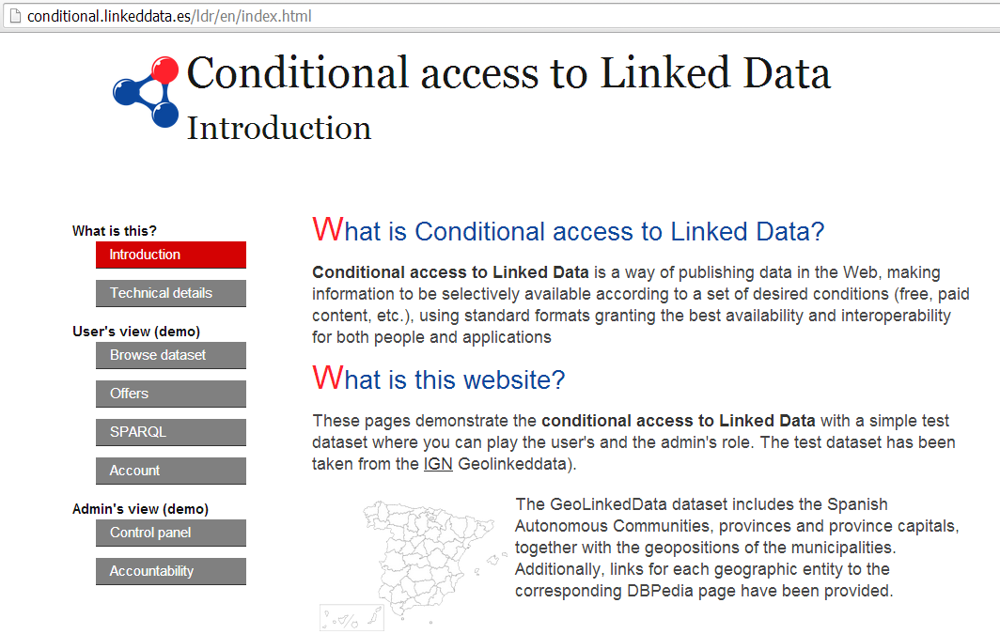 conditional.linkeddata.es/ldr/en/index.html
Conditional access to Linked Data
Introduction
What is this?
Introduction
Technical details
User's view (demo)
Browse dataset
Offers
SPARQL
Account
Admin's view (demo)
Control panel
Accountability
What is Conditional access to Linked Data?
Conditional access to Linked Data is a way of publishing data in the Web, making
information to be selectively available according to a set of desired conditions (free, paid
content, etc.), using standard formats granting the best availability and interoperability
for both people and applications
What is this website?
These pages demonstrate the conditional access to Linked Data with a simple test
dataset where you can play the user's and the admin's role. The test dataset has been
taken from the IGN Geolinkeddata).
The GeoLinkedData dataset includes the Spanish
Autonomous Communities, provinces and province capitals,
together with the geopositions of the municipalities.
Additionally, links for each geographic entity to the
corresponding DBPedia page have been provided.